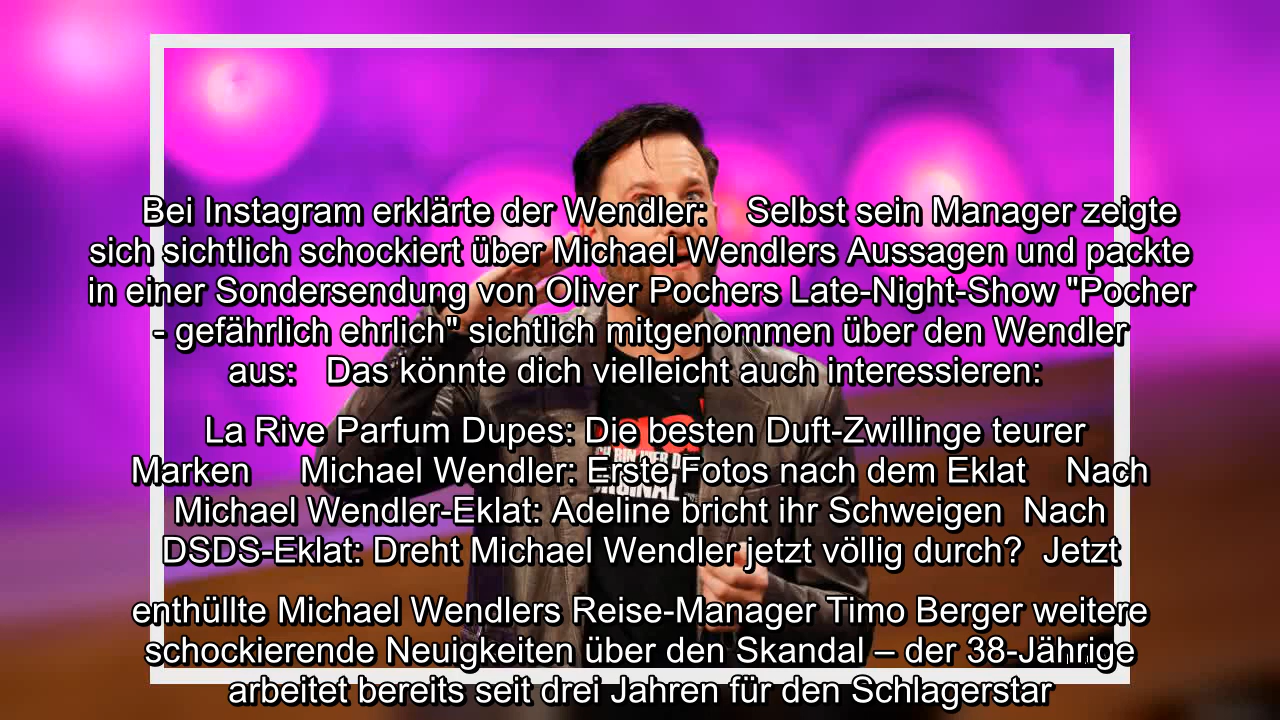 Bei Instagram erklärte der Wendler: Selbst sein Manager zeigte
sich sichtlich schockiert über Michael Wendlers Aussagen und packte
in einer Sondersendung von Oliver Pochers Late-Night-Show "Pocher
- gefährlich ehrlich" sichtlich mitgenommen über den Wendler
aus: Das könnte dich vielleicht auch interessieren:
La Rive Parfum Dupes: Die besten Duft-Zwillinge teurer
Marken Michael Wendler: Erste Fotos nach dem Eklat Nach
Michael Wendler-Eklat: Adeline bricht ihr Schweigen Nach
DSDS-Eklat: Dreht Michael Wendler jetzt völlig durch? Jetzt
enthüllte Michael Wendlers Reise-Manager Timo Berger weitere
schockierende Neuigkeiten über den Skandal – der 38-Jährige
arbeitet bereits seit drei Jahren für den Schlagerstar